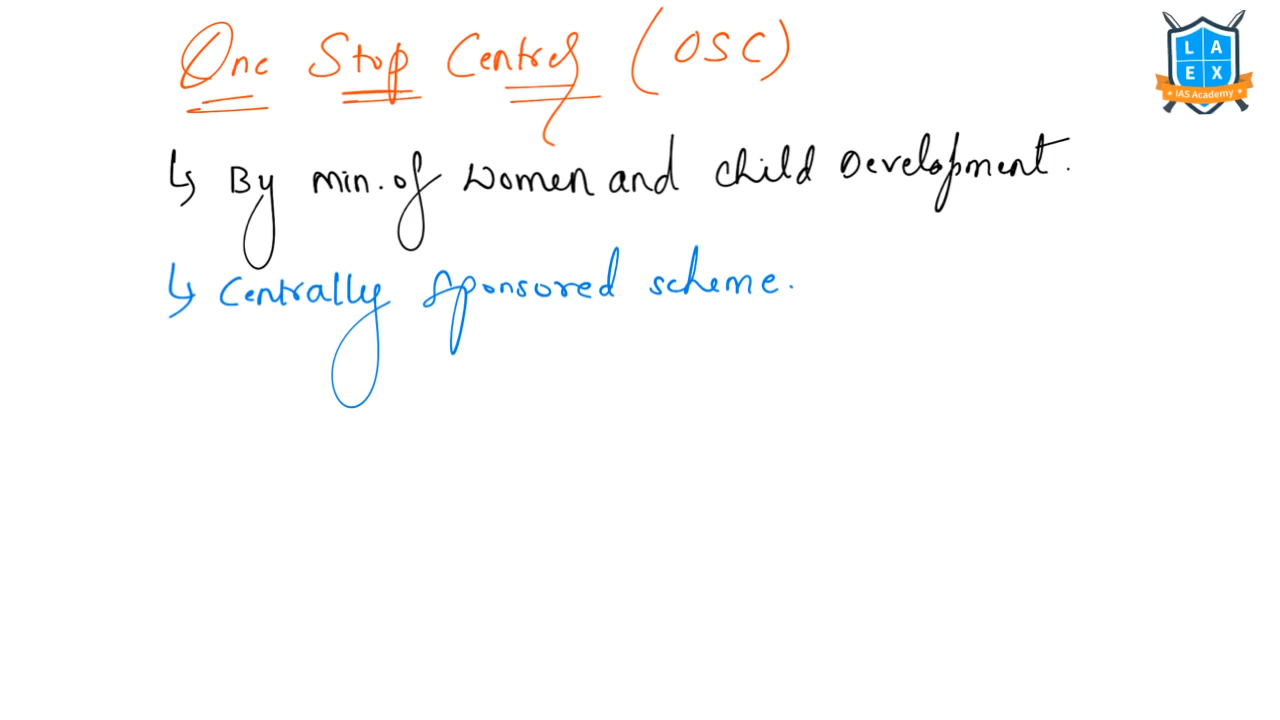 One Stop Centres (OSC)
↳ By min. of women and child Development.
↳ Centrally sponsored scheme.
L A
E X
IAS Academy